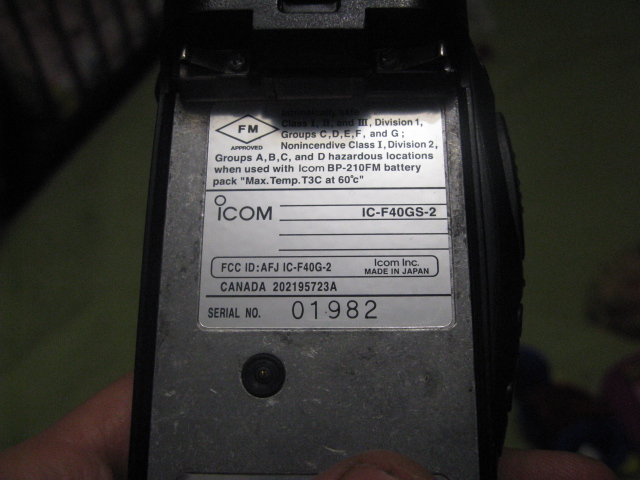 FM
APPROVED
Class I, II, and III, Division 1,
Groups C,D,E,F, and G;
Nonincendive Class I, Division 2,
Groups A,B,C, and D hazardous locations
when used with Icom BP-210FM battery
pack "Max.Temp.T3C at 60°c"
ICOM
IC-F40GS-2
FCC ID:AFJ IC-F40G-2
Icom Inc.
MADE IN JAPAN
CANADA 202195723A
SERIAL NO. 01982